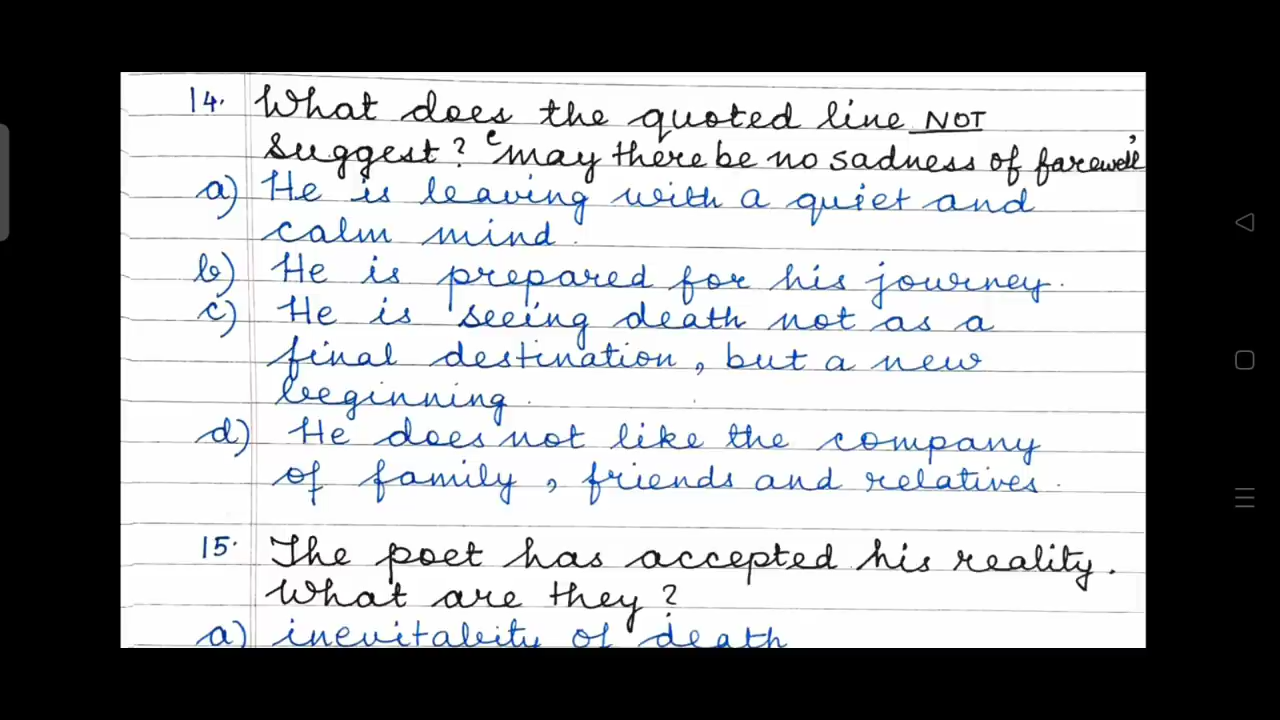 14. What does the quoted line NOT
Suggest? ‘may there be no sadness of farewell’
a) He is leaving with a quiet and
calm mind.
b) He is prepared for his journey.
c) He is seeing death not as a
final destination, but a new
beginning.
d) He does not like the company
of family, friends and relatives.
15. The poet has accepted his reality.
What are they?
a) inevitability of death